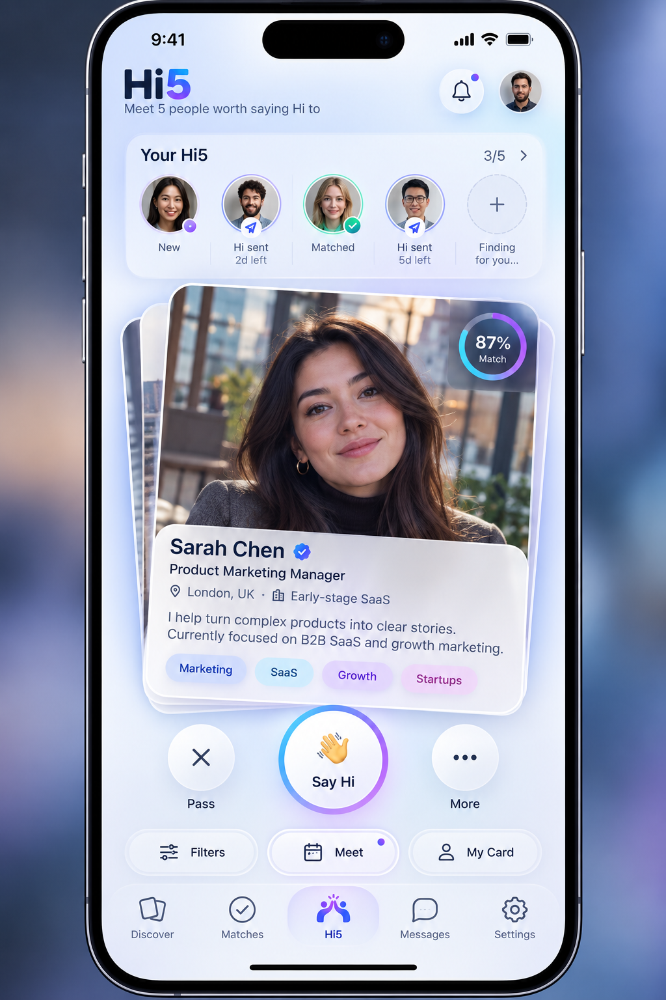 9:41
Hi5
Meet 5 people worth saying Hi to
Your Hi5
3/5
New
Hi sent
2d left
Matched
Hi sent
5d left
Finding
for you...
87%
Match
Sarah Chen
Product Marketing Manager
London, UK · Early-stage SaaS
I help turn complex products into clear stories.
Currently focused on B2B SaaS and growth marketing.
Marketing
SaaS
Growth
Startups
Say Hi
Pass
More
Filters
Meet
My Card
Discover
Matches
Hi5
Messages
Settings